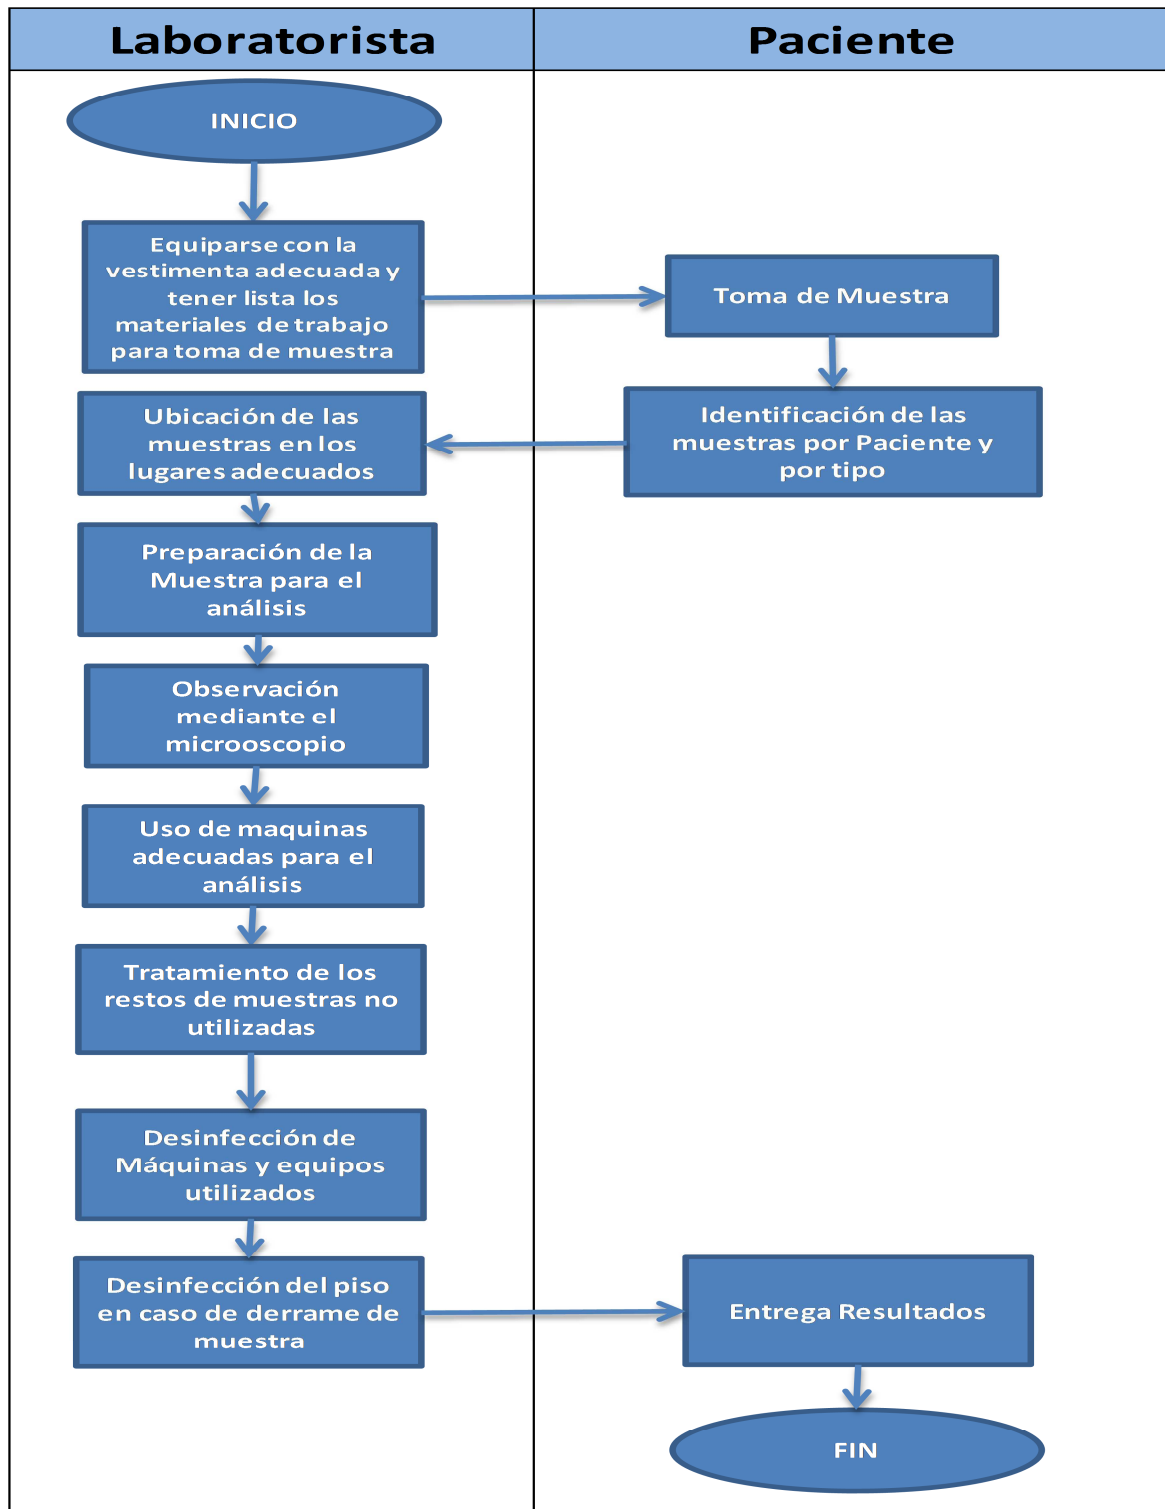 Laboratorista
Paciente
INICIO
Equiparse con la
vestimenta adecuada y
tener lista los
materiales de trabajo
para toma de muestra
Toma de Muestra
Identificación de las
muestras por Paciente y
por tipo
Ubicación de las
muestras en los
lugares adecuados
Preparación de la
Muestra para el
análisis
Observación
mediante el
microoscopio
Uso de maquinas
adecuadas para el
análisis
Tratamiento de los
restos de muestras no
utilizadas
Desinfección de
Máquinas y equipos
utilizados
Desinfección del piso
en caso de derrame de
muestra
Entrega Resultados
FIN